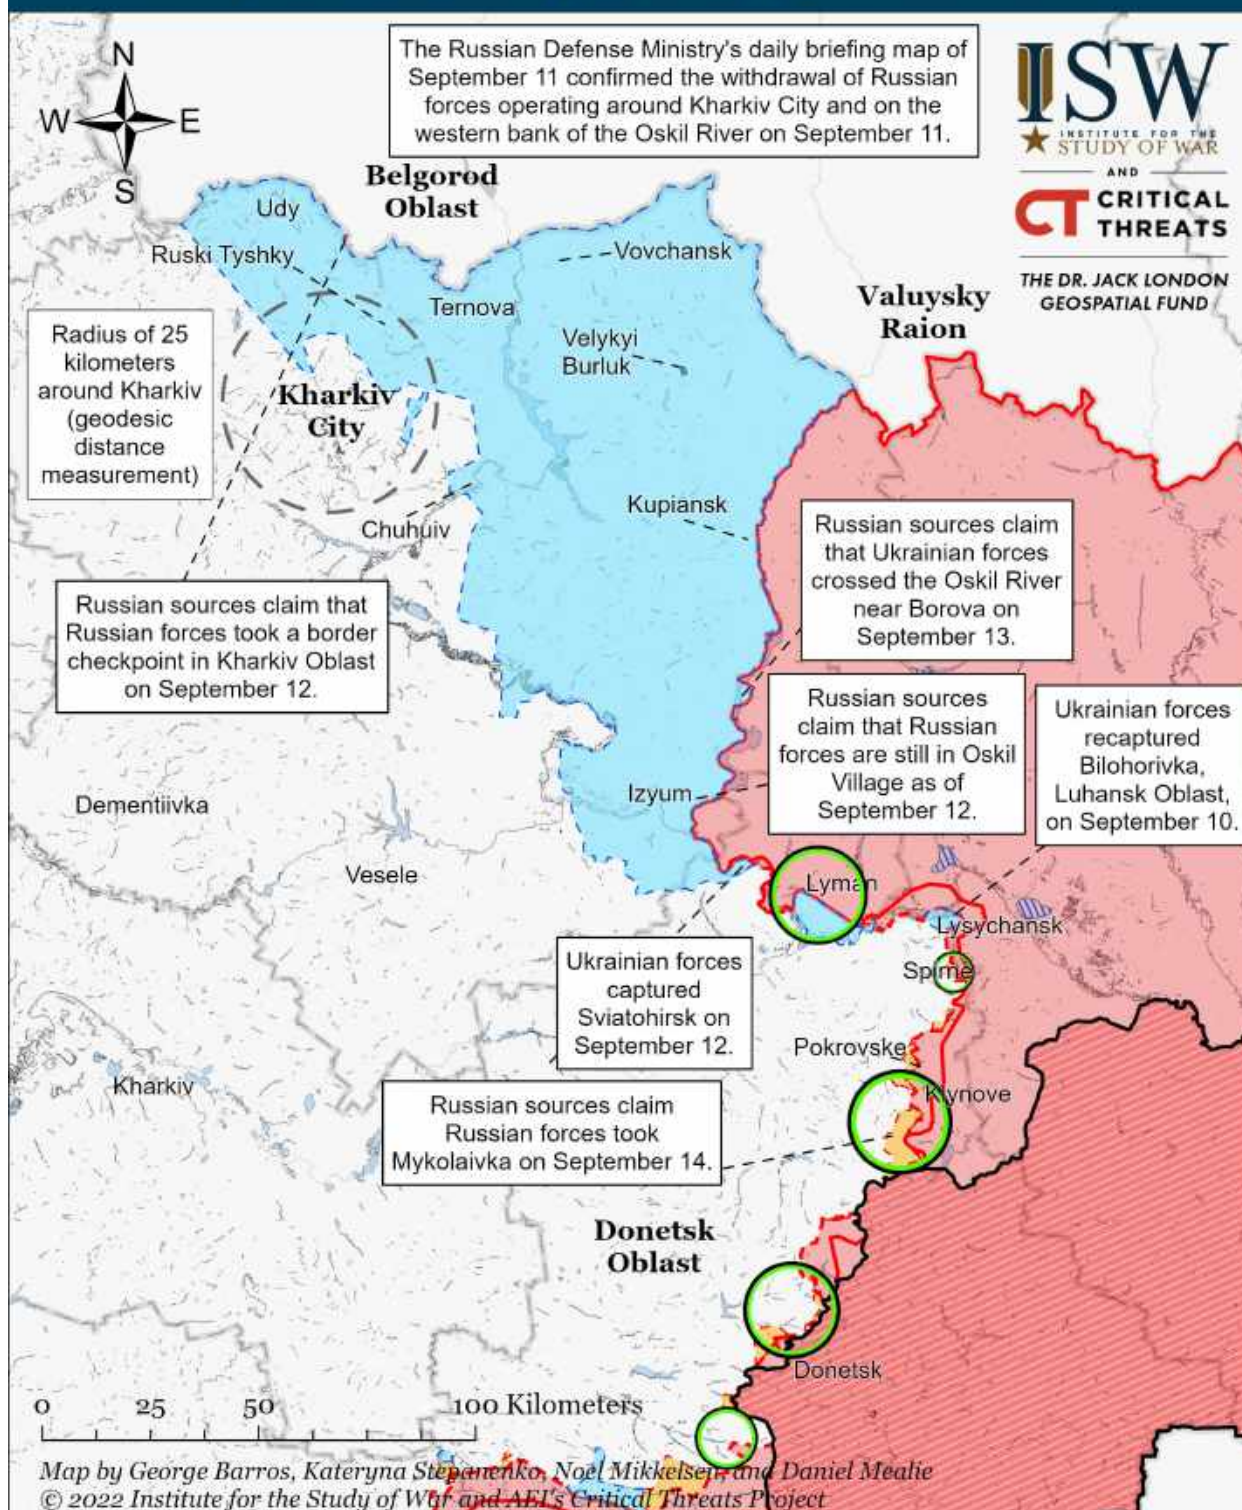 The Russian Defense Ministry's daily briefing map of
September 11 confirmed the withdrawal of Russian
forces operating around Kharkiv City and on the
western bank of the Oskil River on September 11.
N
W
E
S
ISW
INSTITUTE FOR THE
STUDY OF WAR
AND
CT CRITICAL
THREATS
THE DR. JACK LONDON
GEOSPATIAL FUND
Belgorod
Oblast
Udy
Ruski Tyshky
Vovchansk
Ternova
Valuysky
Raion
Velykyi
Burluk
Radius of 25
kilometers
around Kharkiv
(geodesic
distance
measurement)
Kharkiv
City
Kupiansk
Chuhuiv
Russian sources claim
that Ukrainian forces
crossed the Oskil River
near Borova on
September 13.
Russian sources claim that
Russian forces took a border
checkpoint in Kharkiv Oblast
on September 12.
Russian sources
claim that Russian
forces are still in Oskil
Village as of
September 12.
Ukrainian forces
recaptured
Bilohorivka,
Luhansk Oblast,
on September 10.
Izyum
Dementiivka
Vesele
Lyman
Lysychansk
Ukrainian forces
captured
Sviatohirsk on
September 12.
Spirne
Pokrovske
Kharkiv
Klynove
Russian sources claim
Russian forces took
Mykolaivka on September 14.
Donetsk
Oblast
Donetsk
0 25 50 100 Kilometers
Map by George Barros, Kateryna Stepanenko, Noel Mikkelsen, and Daniel Mealie
© 2022 Institute for the Study of War and AEI's Critical Threats Project